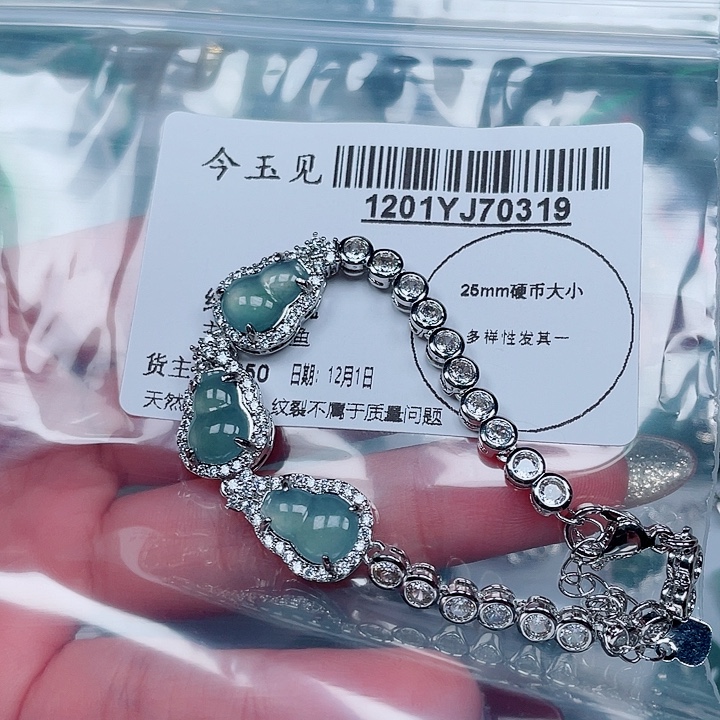 今玉见
1201YJ70319
25mm硬币大小
多样性发其一
鱼
货主 50 日期：12月1日
天然 纹裂不属于质量问题